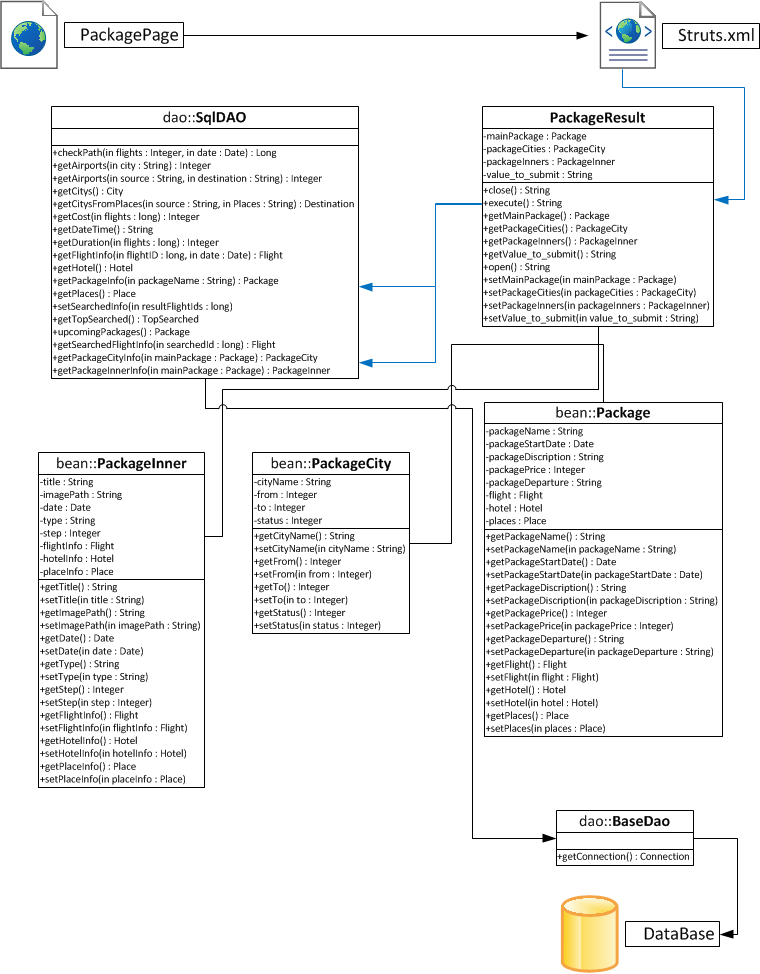 PackagePage
Struts.xml
dao::SqlDAO
+checkPath(in flights : Integer, in date : Date) : Long
+getAirports(in city : String) : Integer
+getAirports(in source : String, in destination : String) : Integer
+getCitys() : City
+getCitysFromPlaces(in source : String, in Places : String) : Destination
+getCost(in flights : long) : Integer
+getDateTime() : String
+getDuration(in flights : long) : Integer
+getFlightInfo(in flightID : long, in date : Date) : Flight
+getHotel() : Hotel
+getPackageInfo(in packageName : String) : Package
+getPlaces() : Place
+setSearchedInfo(in resultFlightIds : long)
+getTopSearched() : TopSearched
+upcomingPackages() : Package
+getSearchedFlightInfo(in searchedId : long) : Flight
+getPackageCityInfo(in mainPackage : Package) : PackageCity
+getPackageInnerInfo(in mainPackage : Package) : PackageInner
PackageResult
-mainPackage : Package
-packageCities : PackageCity
-packageInners : PackageInner
-value_to_submit : String
+close() : String
+execute() : String
+getMainPackage() : Package
+getPackageCities() : PackageCity
+getPackageInners() : PackageInner
+getValue_to_submit() : String
+open() : String
+setMainPackage(in mainPackage : Package)
+setPackageCities(in packageCities : PackageCity)
+setPackageInners(in packageInners : PackageInner)
+setValue_to_submit(in value_to_submit : String)
bean::PackageInner
-title : String
-imagePath : String
-date : Date
-type : String
-step : Integer
-flightInfo : Flight
-hotelInfo : Hotel
-placeInfo : Place
+getTitle() : String
+setTitle(in title : String)
+getImagePath() : String
+setImagePath(in imagePath : String)
+getDate() : Date
+setDate(in date : Date)
+getType() : String
+setType(in type : String)
+getStep() : Integer
+setStep(in step : Integer)
+getFlightInfo() : Flight
+setFlightInfo(in flightInfo : Flight)
+getHotelInfo() : Hotel
+setHotelInfo(in hotelInfo : Hotel)
+getPlaceInfo() : Place
+setPlaceInfo(in placeInfo : Place)
bean::PackageCity
-cityName : String
-from : Integer
-to : Integer
-status : Integer
+getCityName() : String
+setCityName(in cityName : String)
+getFrom() : Integer
+setFrom(in from : Integer)
+getTo() : Integer
+setTo(in to : Integer)
+getStatus() : Integer
+setStatus(in status : Integer)
bean::Package
-packageName : String
-packageStartDate : Date
-packageDiscription : String
-packagePrice : Integer
-packageDeparture : String
-flight : Flight
-hotel : Hotel
-places : Place
+getPackageName() : String
+setPackageName(in packageName : String)
+getPackageStartDate() : Date
+setPackageStartDate(in packageStartDate : Date)
+getPackageDiscription() : String
+setPackageDiscription(in packageDiscription : String)
+getPackagePrice() : Integer
+setPackagePrice(in packagePrice : Integer)
+getPackageDeparture() : String
+setPackageDeparture(in packageDeparture : String)
+getFlight() : Flight
+setFlight(in flight : Flight)
+getHotel() : Hotel
+setHotel(in hotel : Hotel)
+getPlaces() : Place
+setPlaces(in places : Place)
dao::BaseDao
+getConnection() : Connection
DataBase